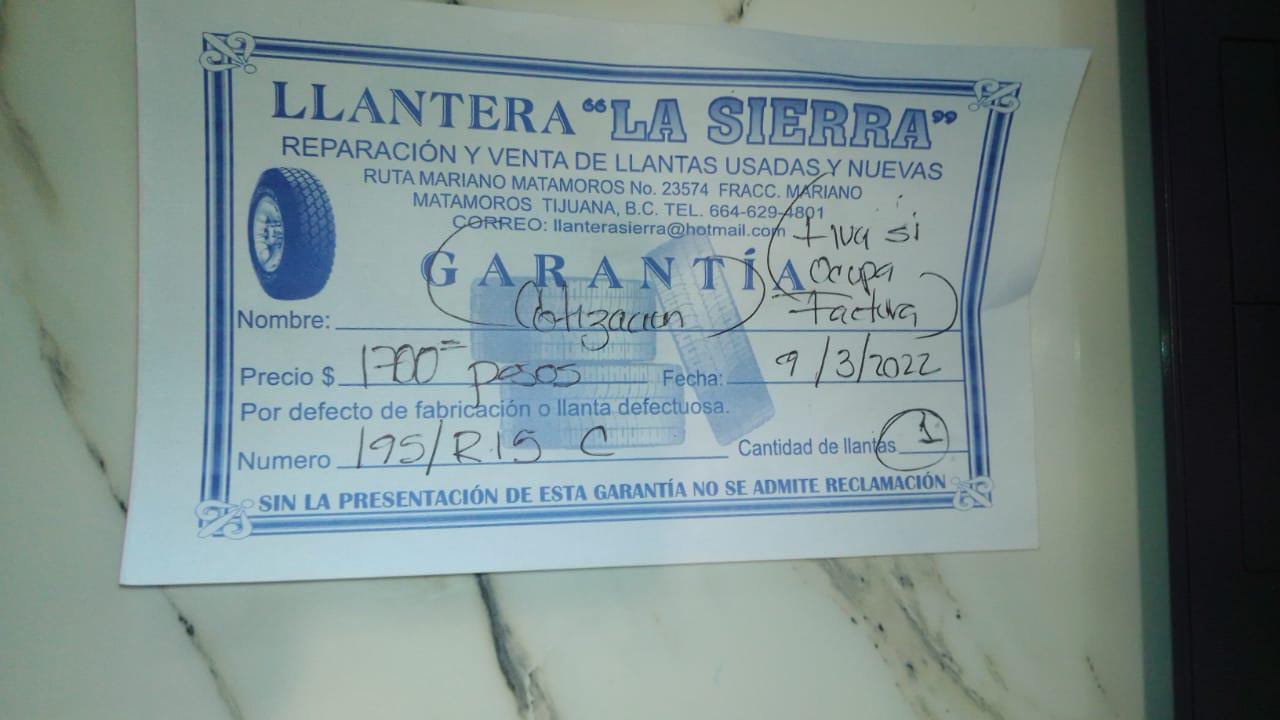 LLANTERA "LA SIERRA"
REPARACIÓN Y VENTA DE LLANTAS USADAS Y NUEVAS
RUTA MARIANO MATAMOROS No. 23574 FRACC. MARIANO
MATAMOROS TIJUANA, B.C. TEL. 664-629-4801
CORREO: llanterasierra@hotmail.com
+ Iva si
Ocupa
Factura
GARANTÍA
Nombre: Cotizacion
Precio $ 1700= pesos Fecha: 9/3/2022
Por defecto de fabricación o llanta defectuosa.
Numero 195/R.15 C Cantidad de llantas 1
SIN LA PRESENTACIÓN DE ESTA GARANTÍA NO SE ADMITE RECLAMACIÓN